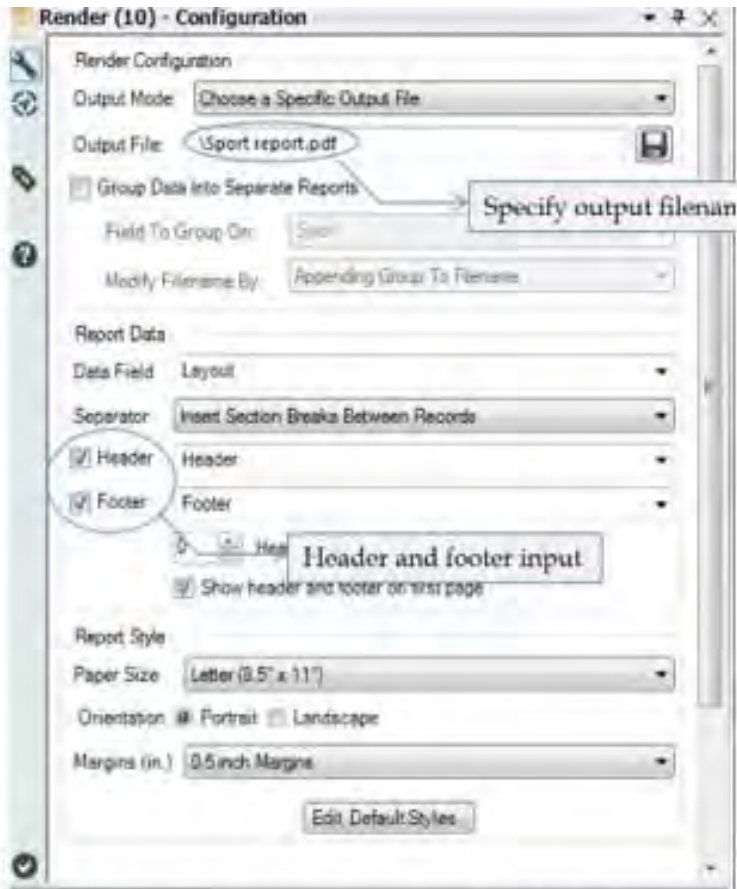 Render (10) - Configuration
Render Configuration
Output Mode Choose a Specific Output File
Output File \Sport report.pdf
Group Data Into Separate Reports
Specify output filenam
Field To Group On: Sport
Modify Filename By Appending Group To Filename
Report Data
Data Field Layout
Separator Insert Section Breaks Between Records
Header Header
Footer Footer
Header and footer input
Show header and footer on first page
Report Style
Paper Size Letter (8.5" x 11")
Orientation Portrait Landscape
Margins (in.) 0.5 inch Margins
Edit Default Styles...